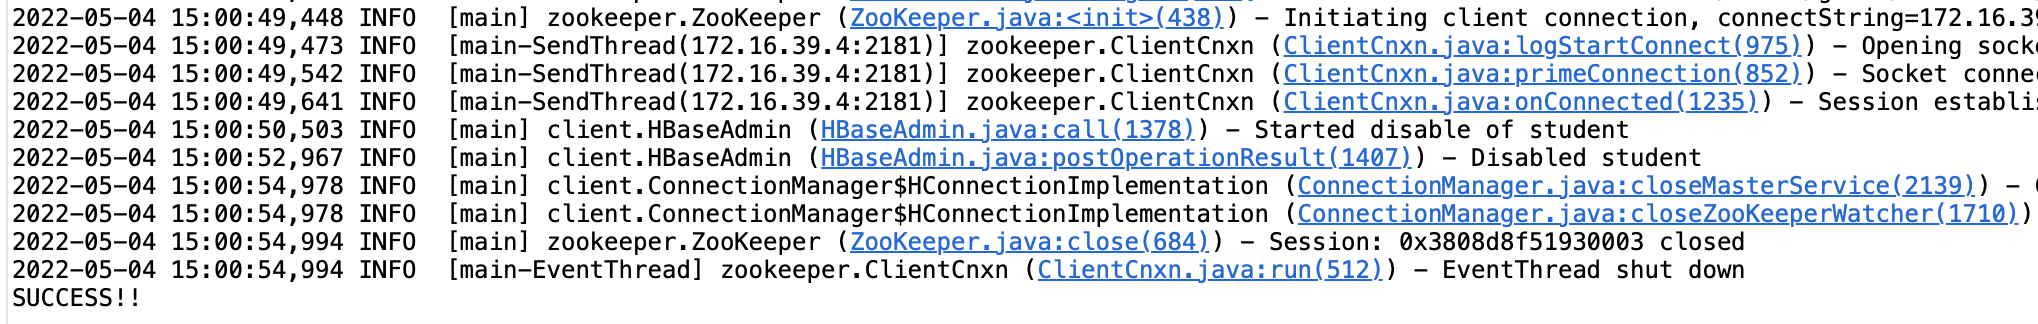 2022-05-04 15:00:49,448 INFO  [main] zookeeper.ZooKeeper (ZooKeeper.java:<init>(438)) - Initiating client connection, connectString=172.16.39
2022-05-04 15:00:49,473 INFO  [main-SendThread(172.16.39.4:2181)] zookeeper.ClientCnxn (ClientCnxn.java:logStartConnect(975)) - Opening sock
2022-05-04 15:00:49,542 INFO  [main-SendThread(172.16.39.4:2181)] zookeeper.ClientCnxn (ClientCnxn.java:primeConnection(852)) - Socket conne
2022-05-04 15:00:49,641 INFO  [main-SendThread(172.16.39.4:2181)] zookeeper.ClientCnxn (ClientCnxn.java:onConnected(1235)) - Session establi
2022-05-04 15:00:50,503 INFO  [main] client.HBaseAdmin (HBaseAdmin.java:call(1378)) - Started disable of student
2022-05-04 15:00:52,967 INFO  [main] client.HBaseAdmin (HBaseAdmin.java:postOperationResult(1407)) - Disabled student
2022-05-04 15:00:54,978 INFO  [main] client.ConnectionManager$HConnectionImplementation (ConnectionManager.java:closeMasterService(2139)) -
2022-05-04 15:00:54,978 INFO  [main] client.ConnectionManager$HConnectionImplementation (ConnectionManager.java:closeZooKeeperWatcher(1710))
2022-05-04 15:00:54,994 INFO  [main] zookeeper.ZooKeeper (ZooKeeper.java:close(684)) - Session: 0x3808d8f51930003 closed
2022-05-04 15:00:54,994 INFO  [main-EventThread] zookeeper.ClientCnxn (ClientCnxn.java:run(512)) - EventThread shut down
SUCCESS!!